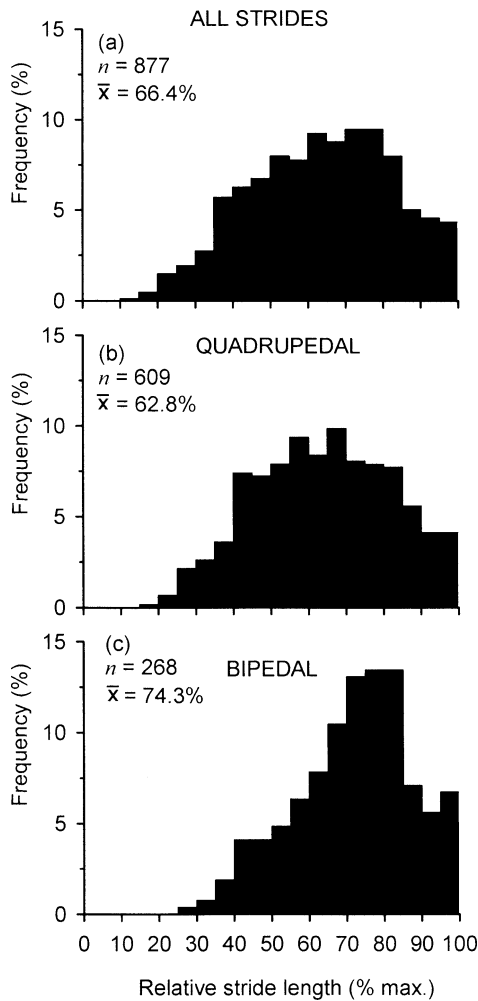 ALL STRIDES
(a)
n = 877
x̄ = 66.4%
Frequency (%)
15
10
5
0
QUADRUPEDAL
(b)
n = 609
x̄ = 62.8%
Frequency (%)
15
10
5
0
BIPEDAL
(c)
n = 268
x̄ = 74.3%
Frequency (%)
15
10
5
0
0 10 20 30 40 50 60 70 80 90 100
Relative stride length (% max.)